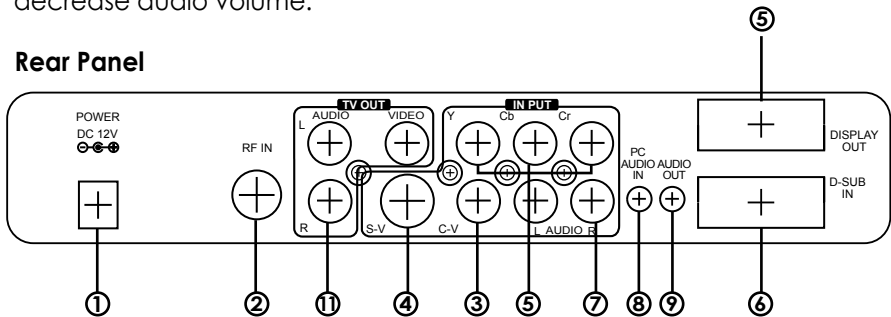 decrease audio volume.
⑤
Rear Panel
TV OUT
IN PUT
POWER
DC 12V
RF IN
L
AUDIO
VIDEO
Y
Cb
Cr
PC
AUDIO
IN
AUDIO
OUT
DISPLAY
OUT
D-SUB
IN
R
S-V
C-V
L AUDIO R
① ② ⑪ ④ ③ ⑤ ⑦ ⑧ ⑨ ⑥